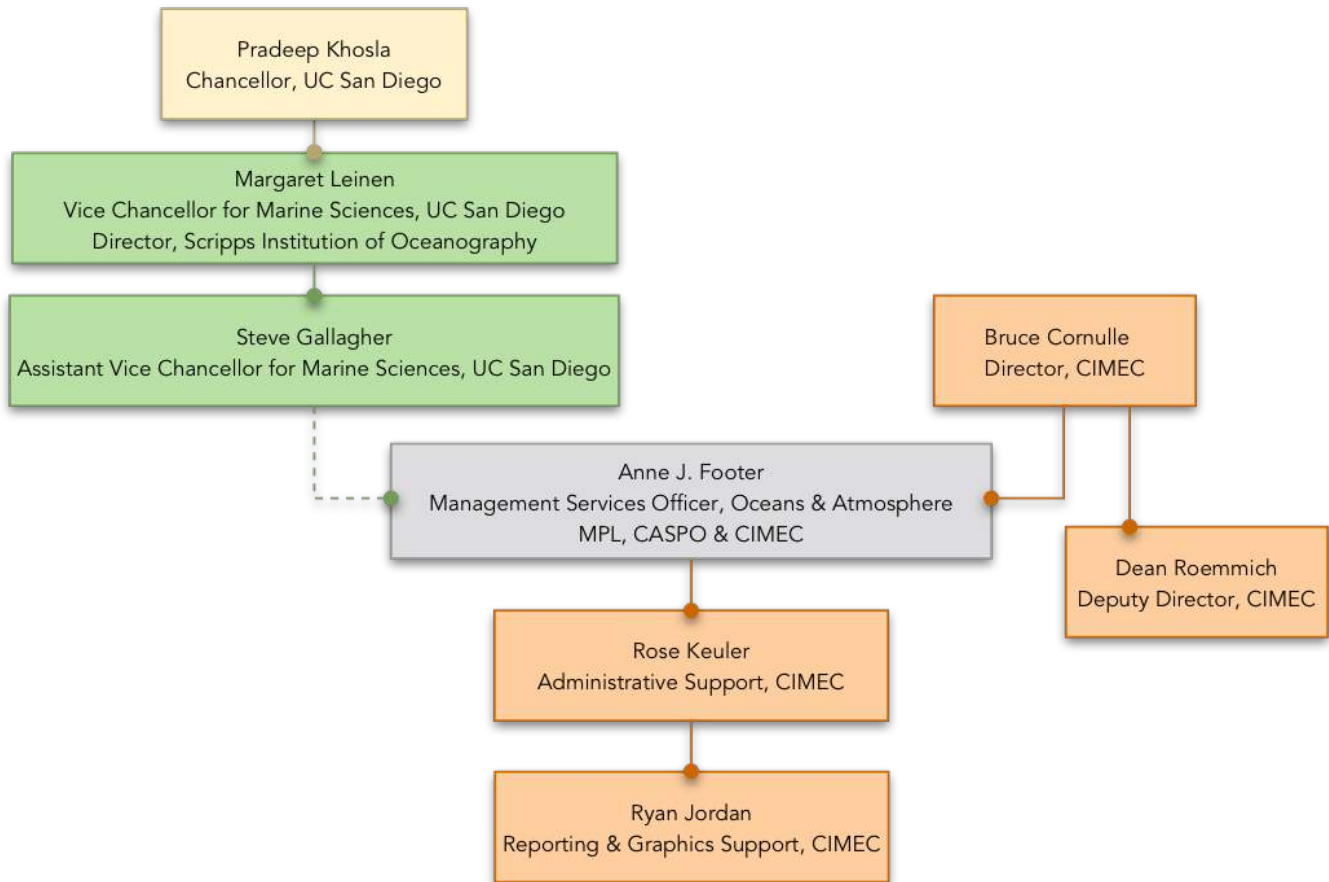 Pradeep Khosla
Chancellor, UC San Diego
Margaret Leinen
Vice Chancellor for Marine Sciences, UC San Diego
Director, Scripps Institution of Oceanography
Steve Gallagher
Assistant Vice Chancellor for Marine Sciences, UC San Diego
Bruce Cornulle
Director, CIMEC
Anne J. Footer
Management Services Officer, Oceans & Atmosphere
MPL, CASPO & CIMEC
Dean Roemmich
Deputy Director, CIMEC
Rose Keuler
Administrative Support, CIMEC
Ryan Jordan
Reporting & Graphics Support, CIMEC